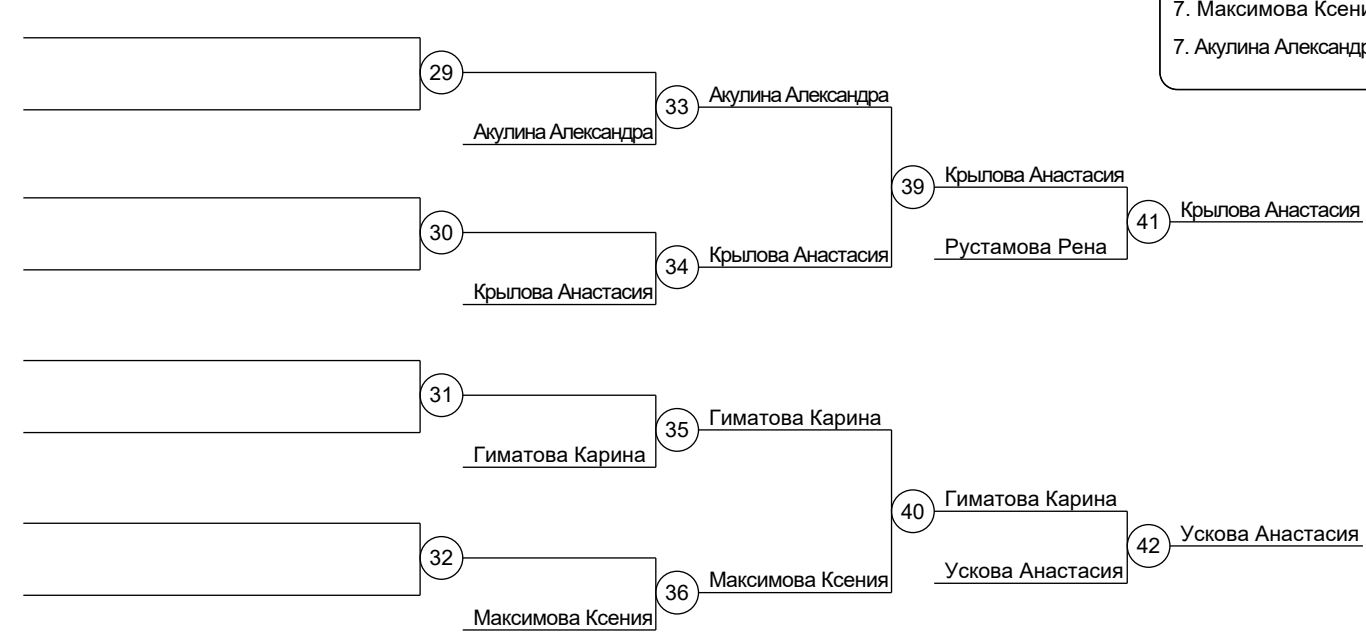 7. Максимова Ксени
7. Акулина Александр
29
Акулина Александра
33
Акулина Александра
30
Крылова Анастасия
34
Крылова Анастасия
39
Крылова Анастасия
Рустамова Рена
41
Крылова Анастасия
31
Гиматова Карина
35
Гиматова Карина
32
Максимова Ксения
36
Максимова Ксения
40
Гиматова Карина
Ускова Анастасия
42
Ускова Анастасия